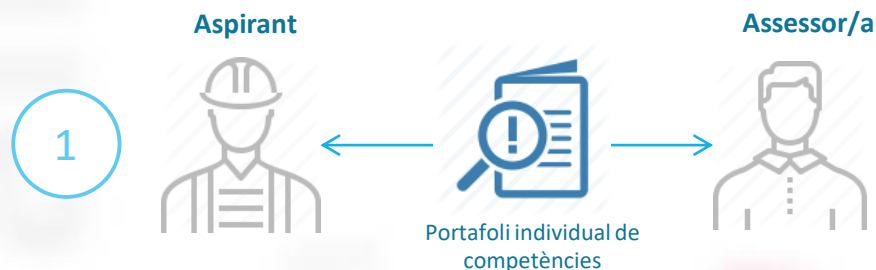 Aspirant
Assessor/a
1
Portafoli individual de
competències